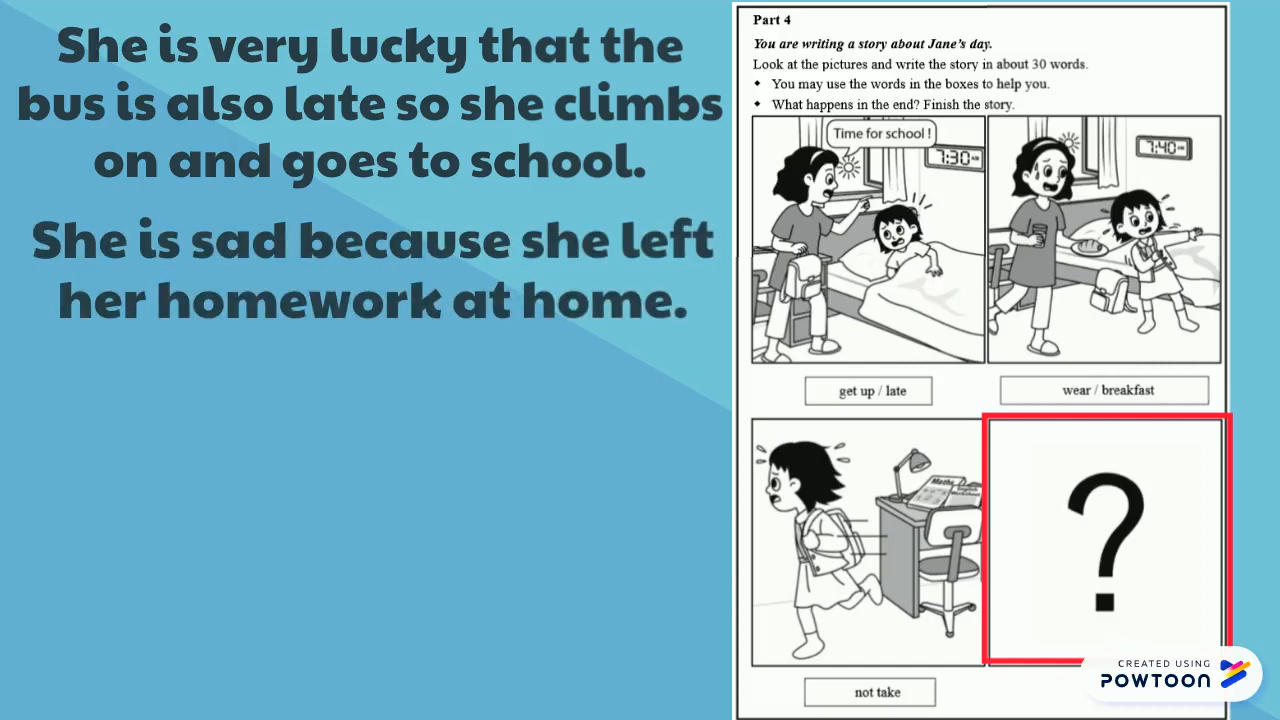 She is very lucky that the
bus is also late so she climbs
on and goes to school.
She is sad because she left
her homework at home.
Part 4
You are writing a story about Jane's day.
Look at the pictures and write the story in about 30 words.
◆ You may use the words in the boxes to help you.
◆ What happens in the end? Finish the story.
Time for school !
7:30 AM
7:40 AM
get up / late
wear / breakfast
Maths
English
Worksheet
?
not take
CREATED USING
POWTOON